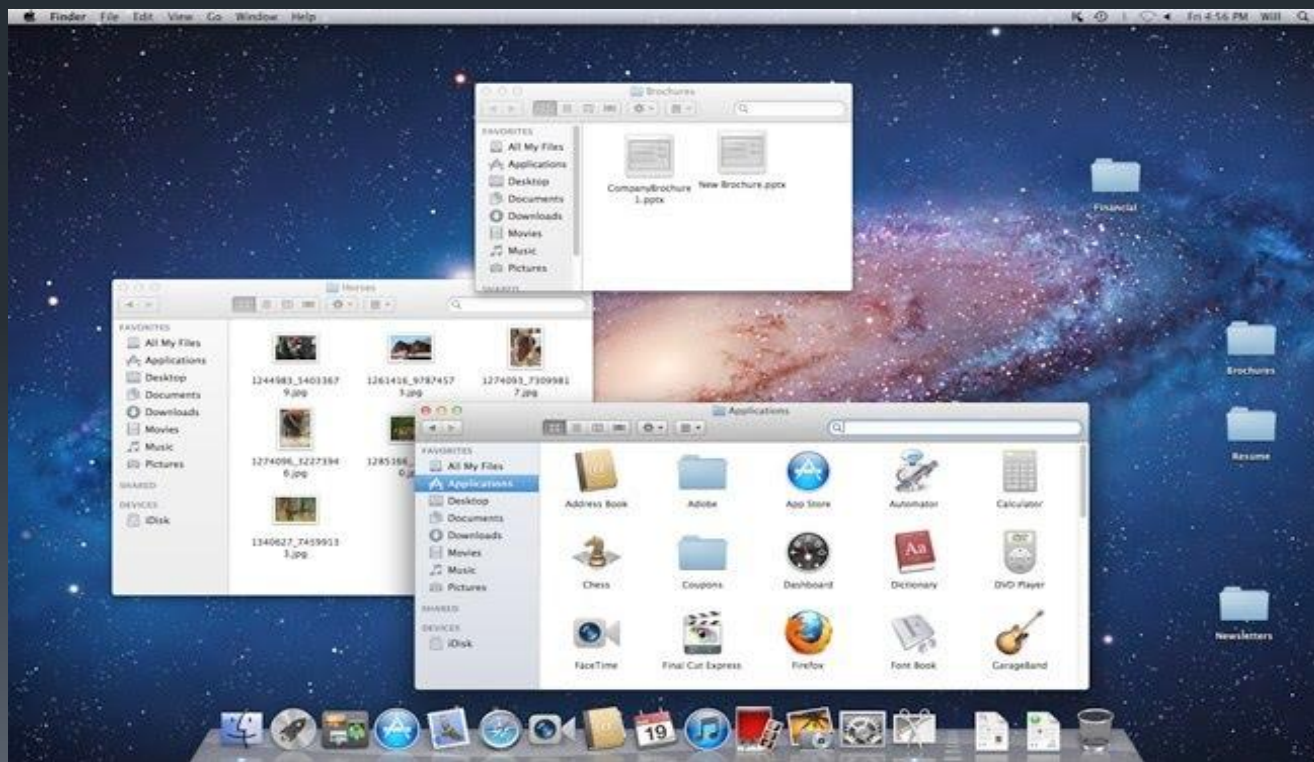 Finder File Edit View Go Window Help
Fri 4:56 PM Will
Brochures
FAVORITES
All My Files
Applications
Desktop
Documents
Downloads
Movies
Music
Pictures
SHARED
CompanyBrochure
1.pptx
New Brochure.pptx
Financial
Brochures
Resume
Newsletters
Horses
FAVORITES
All My Files
Applications
Desktop
Documents
Downloads
Movies
Music
Pictures
SHARED
DEVICES
iDisk
1244983_5403367
9.jpg
1261416_9787457
3.jpg
1274093_7309981
7.jpg
1274096_3227394
6.jpg
1340627_7459913
3.jpg
Applications
FAVORITES
All My Files
Applications
Desktop
Documents
Downloads
Movies
Music
Pictures
SHARED
DEVICES
iDisk
Address Book
Adobe
App Store
Automator
Calculator
Chess
Coupons
Dashboard
Aa
Dictionary
DVD Player
FaceTime
Final Cut Express
Firefox
Font Book
GarageBand
19